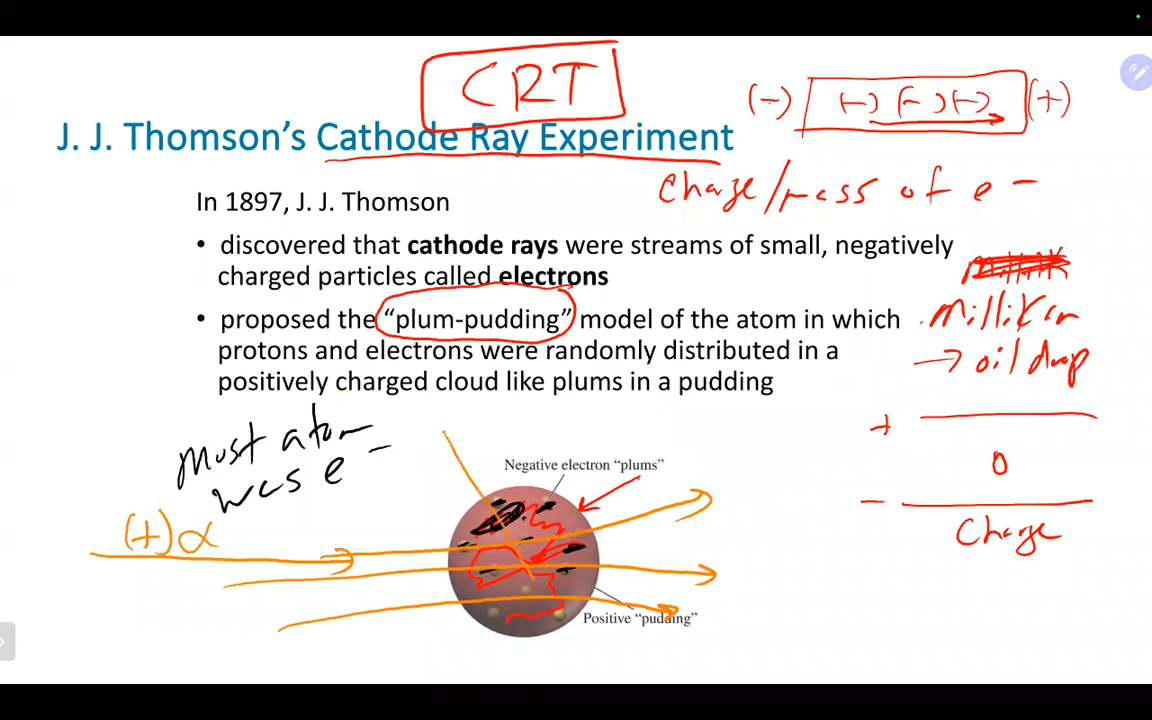 CRT
(-) (-) (-) (-) (+)
J. J. Thomson's Cathode Ray Experiment
Charge/mass of e -
In 1897, J. J. Thomson
• discovered that cathode rays were streams of small, negatively
charged particles called electrons
• proposed the "plum-pudding" model of the atom in which
protons and electrons were randomly distributed in a
positively charged cloud like plums in a pudding
Millikan
→ oil drop
+
0
-
Charge
most atom
was e -
(+) α
Negative electron "plums"
Positive "pudding"